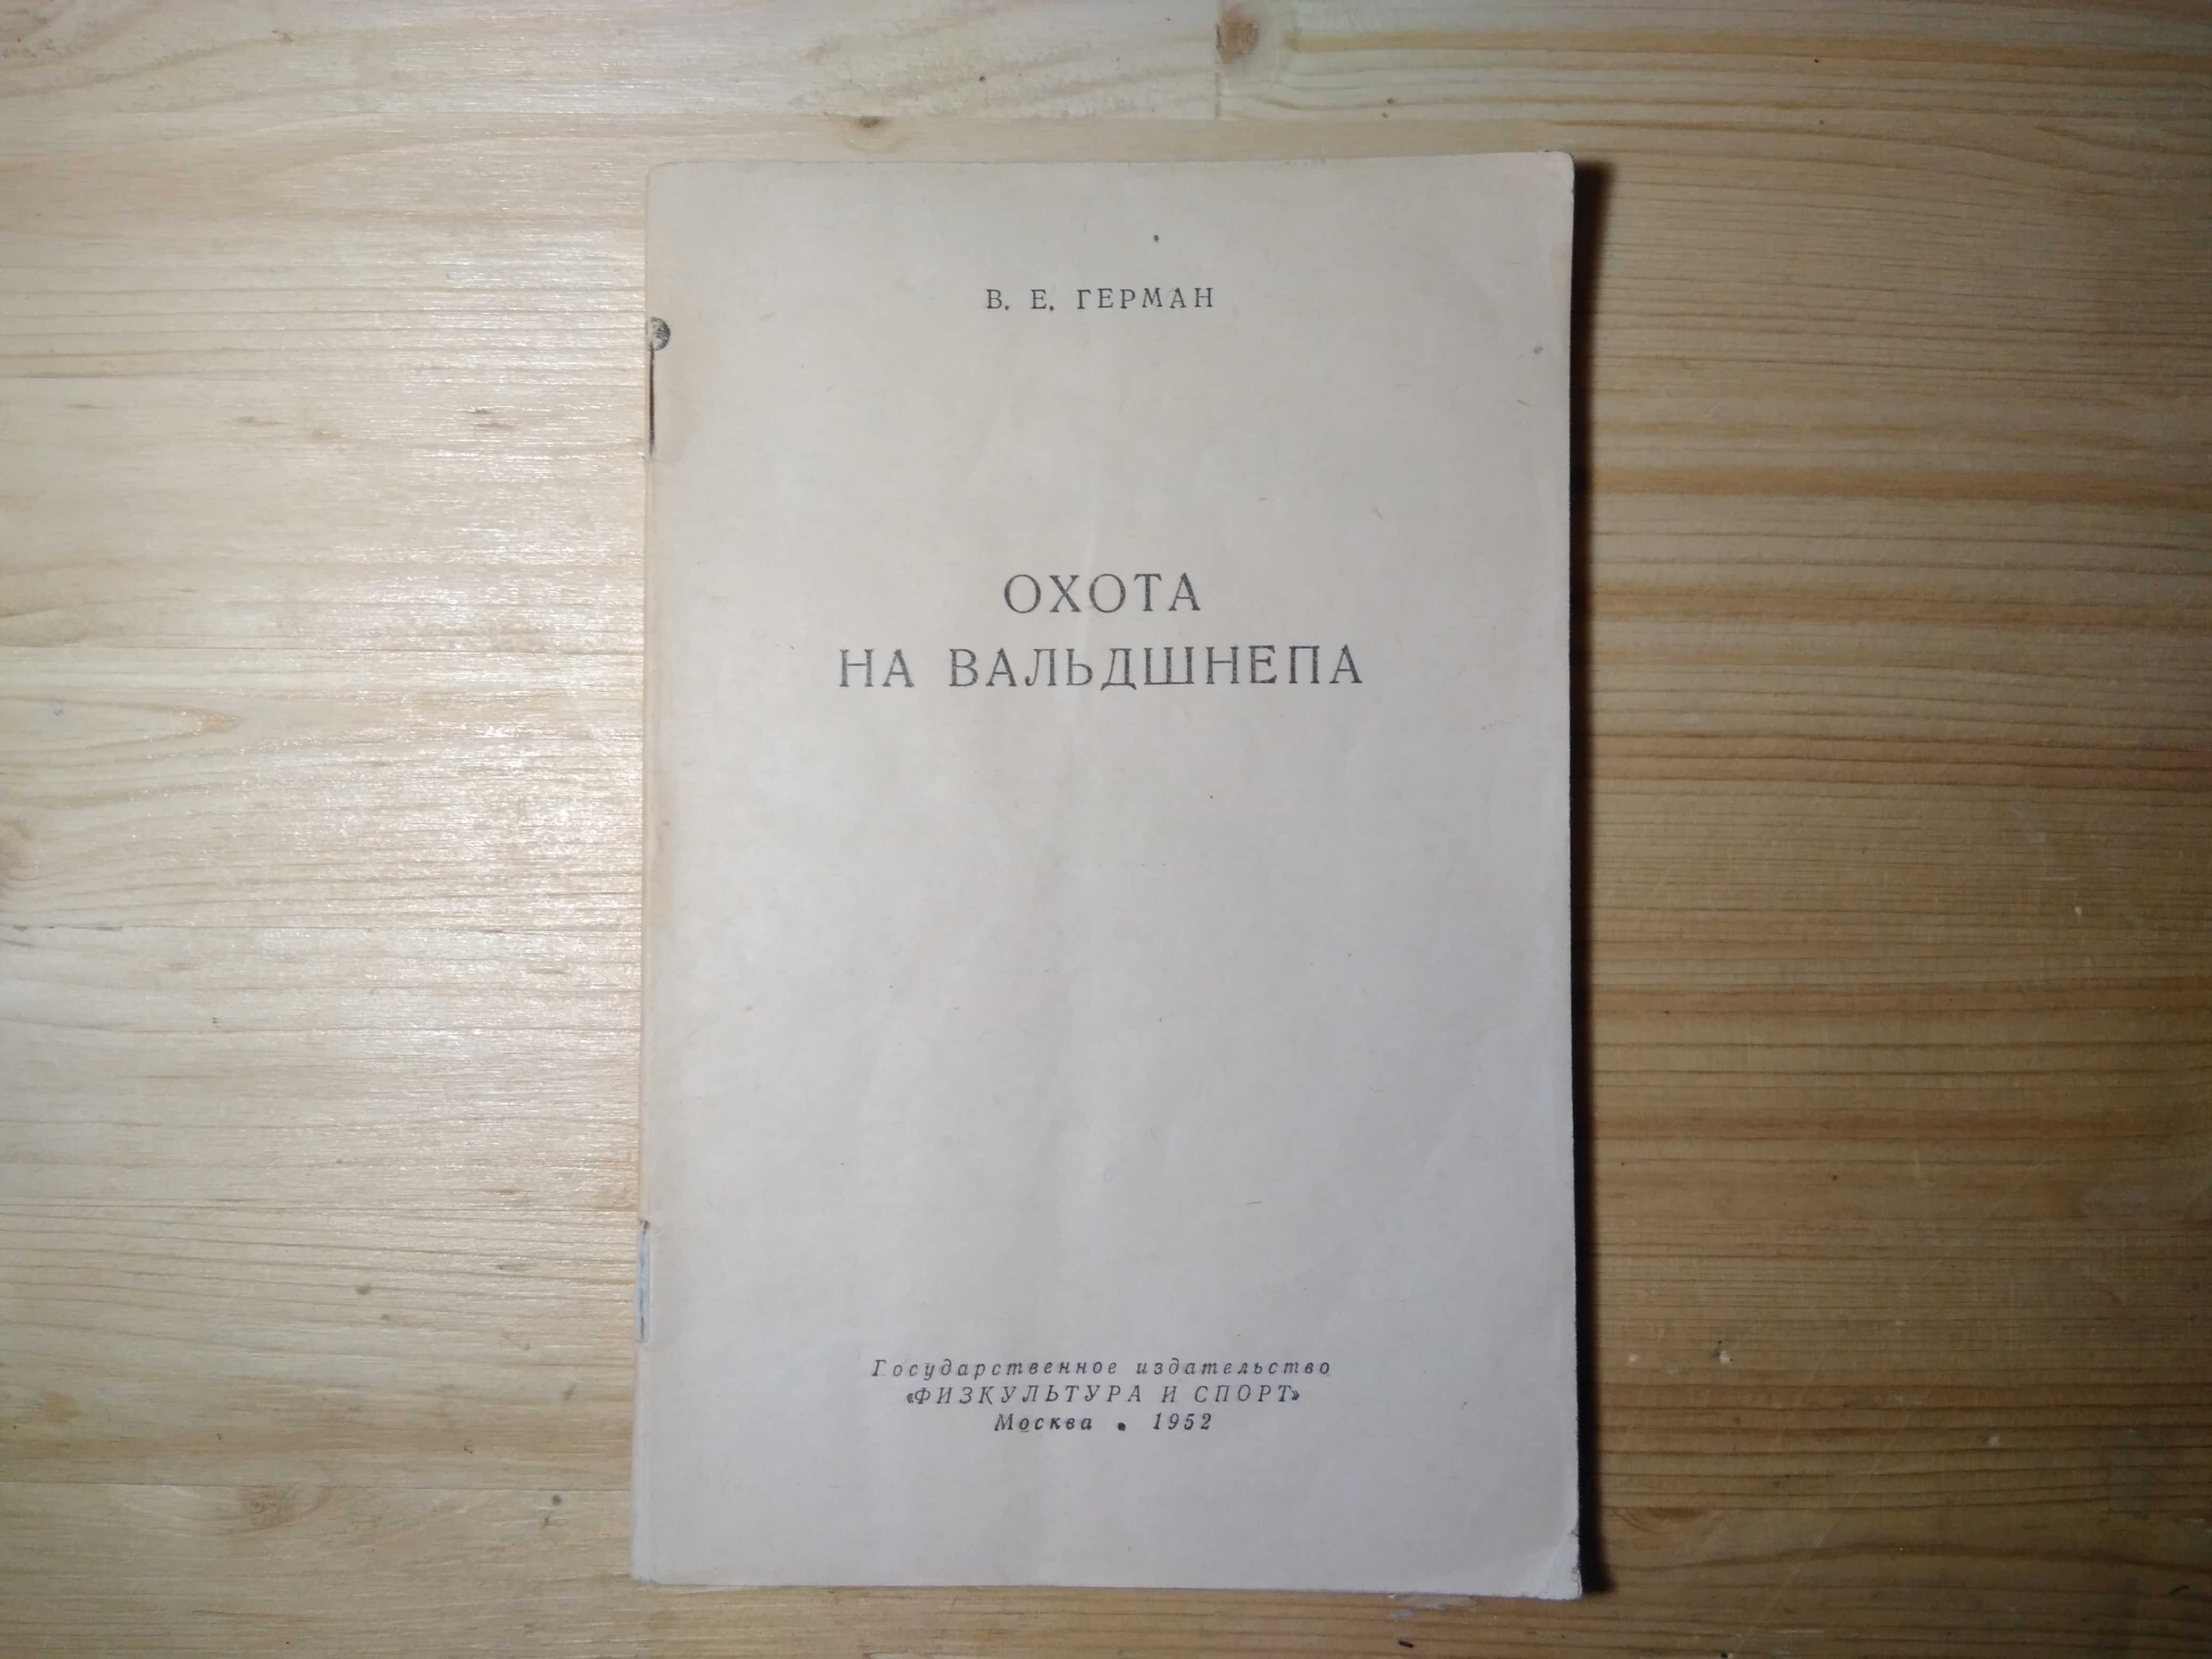 В. Е. ГЕРМАН
ОХОТА
НА ВАЛЬДШНЕПА
Государственное издательство
«ФИЗКУЛЬТУРА И СПОРТ»
Москва • 1952